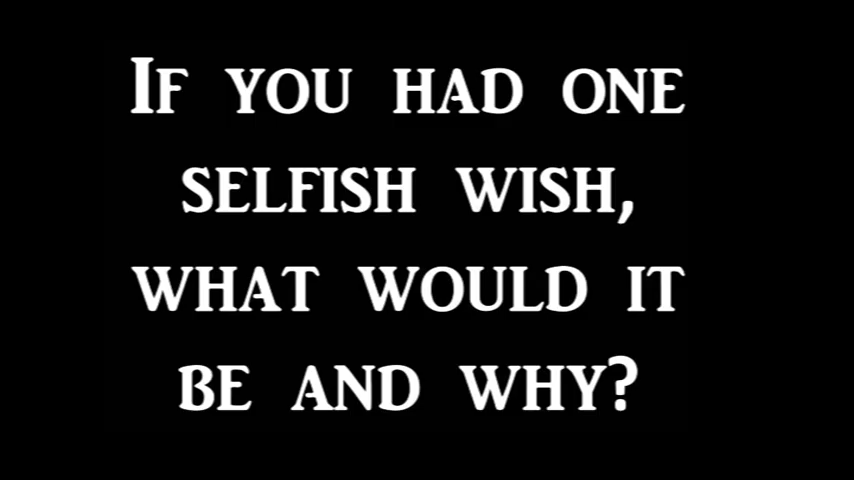 If you had one
selfish wish,
what would it
be and why?